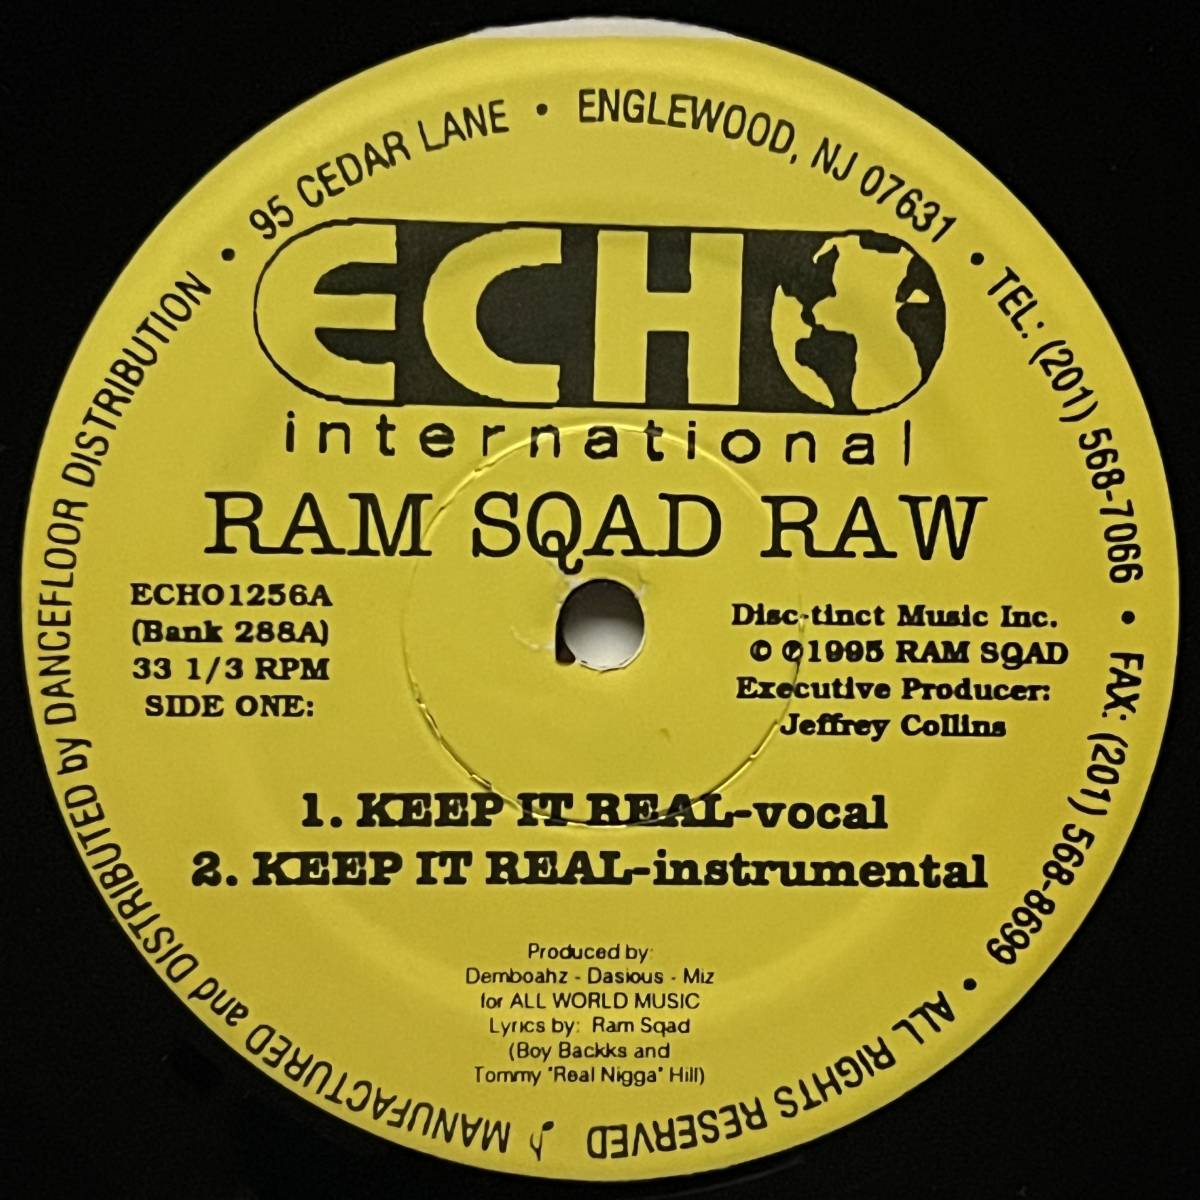 MANUFACTURED and DISTRIBUTED by DANCEFLOOR DISTRIBUTION • 95 CEDAR LANE • ENGLEWOOD, NJ 07631 • TEL: (201) 568-7066 • FAX: (201) 568-8699 • ALL RIGHTS RESERVED
ECHO
international
RAM SQAD RAW
ECHO1256A
(Bank 288A)
33 1/3 RPM
SIDE ONE:
Disc-tinct Music Inc.
© ℗1995 RAM SQAD
Executive Producer:
Jeffrey Collins
1. KEEP IT REAL-vocal
2. KEEP IT REAL-instrumental
Produced by:
Demboahz - Dasious - Miz
for ALL WORLD MUSIC
Lyrics by: Ram Sqad
(Boy Backks and
Tommy "Real Nigga" Hill)